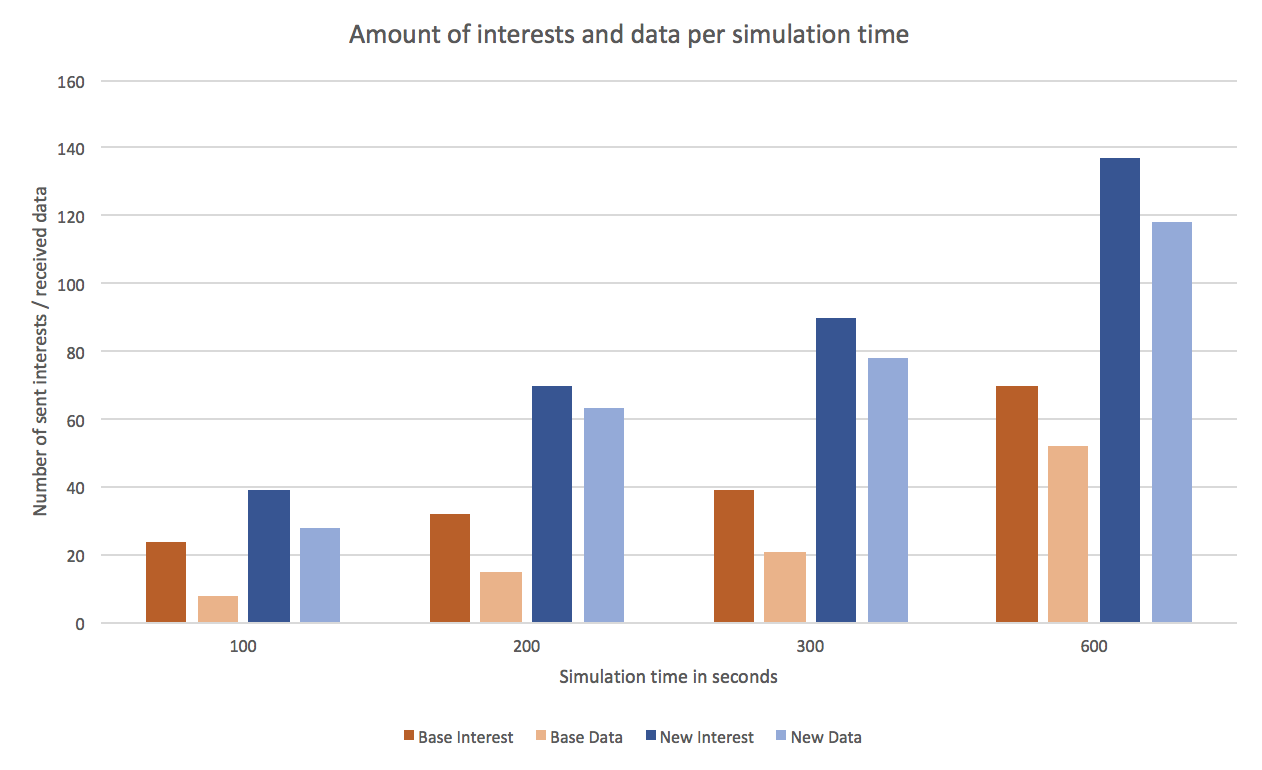 Amount of interests and data per simulation time
Number of sent interests / received data
160
140
120
100
80
60
40
20
0
100 200 300 600
Simulation time in seconds
Base Interest Base Data New Interest New Data